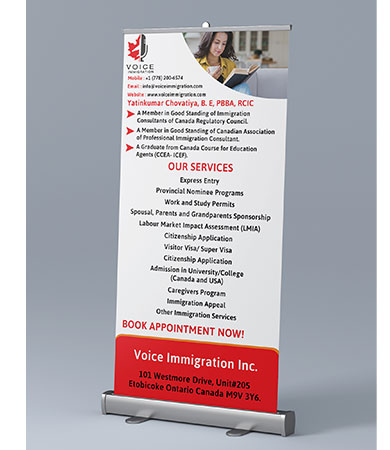 VOICE
IMMIGRATION
Mobile : +1 (778) 280-6574
Email : info@voiceimmigration.com
Website : www.voiceimmigration.com
Yatinkumar Chovatiya, B. E, PBBA, RCIC
A Member in Good Standing of Immigration
Consultants of Canada Regulatory Council.
A Member in Good Standing of Canadian Association
of Professional Immigration Consultant.
A Graduate from Canada Course for Education
Agents (CCEA- ICEF).
OUR SERVICES
Express Entry
Provincial Nominee Programs
Work and Study Permits
Spousal, Parents and Grandparents Sponsorship
Labour Market Impact Assessment (LMIA)
Citizenship Application
Visitor Visa/ Super Visa
Citizenship Application
Admission in University/College
(Canada and USA)
Caregivers Program
Immigration Appeal
Other Immigration Services
BOOK APPOINTMENT NOW!
Voice Immigration Inc.
101 Westmore Drive, Unit#205
Etobicoke Ontario Canada M9V 3Y6.